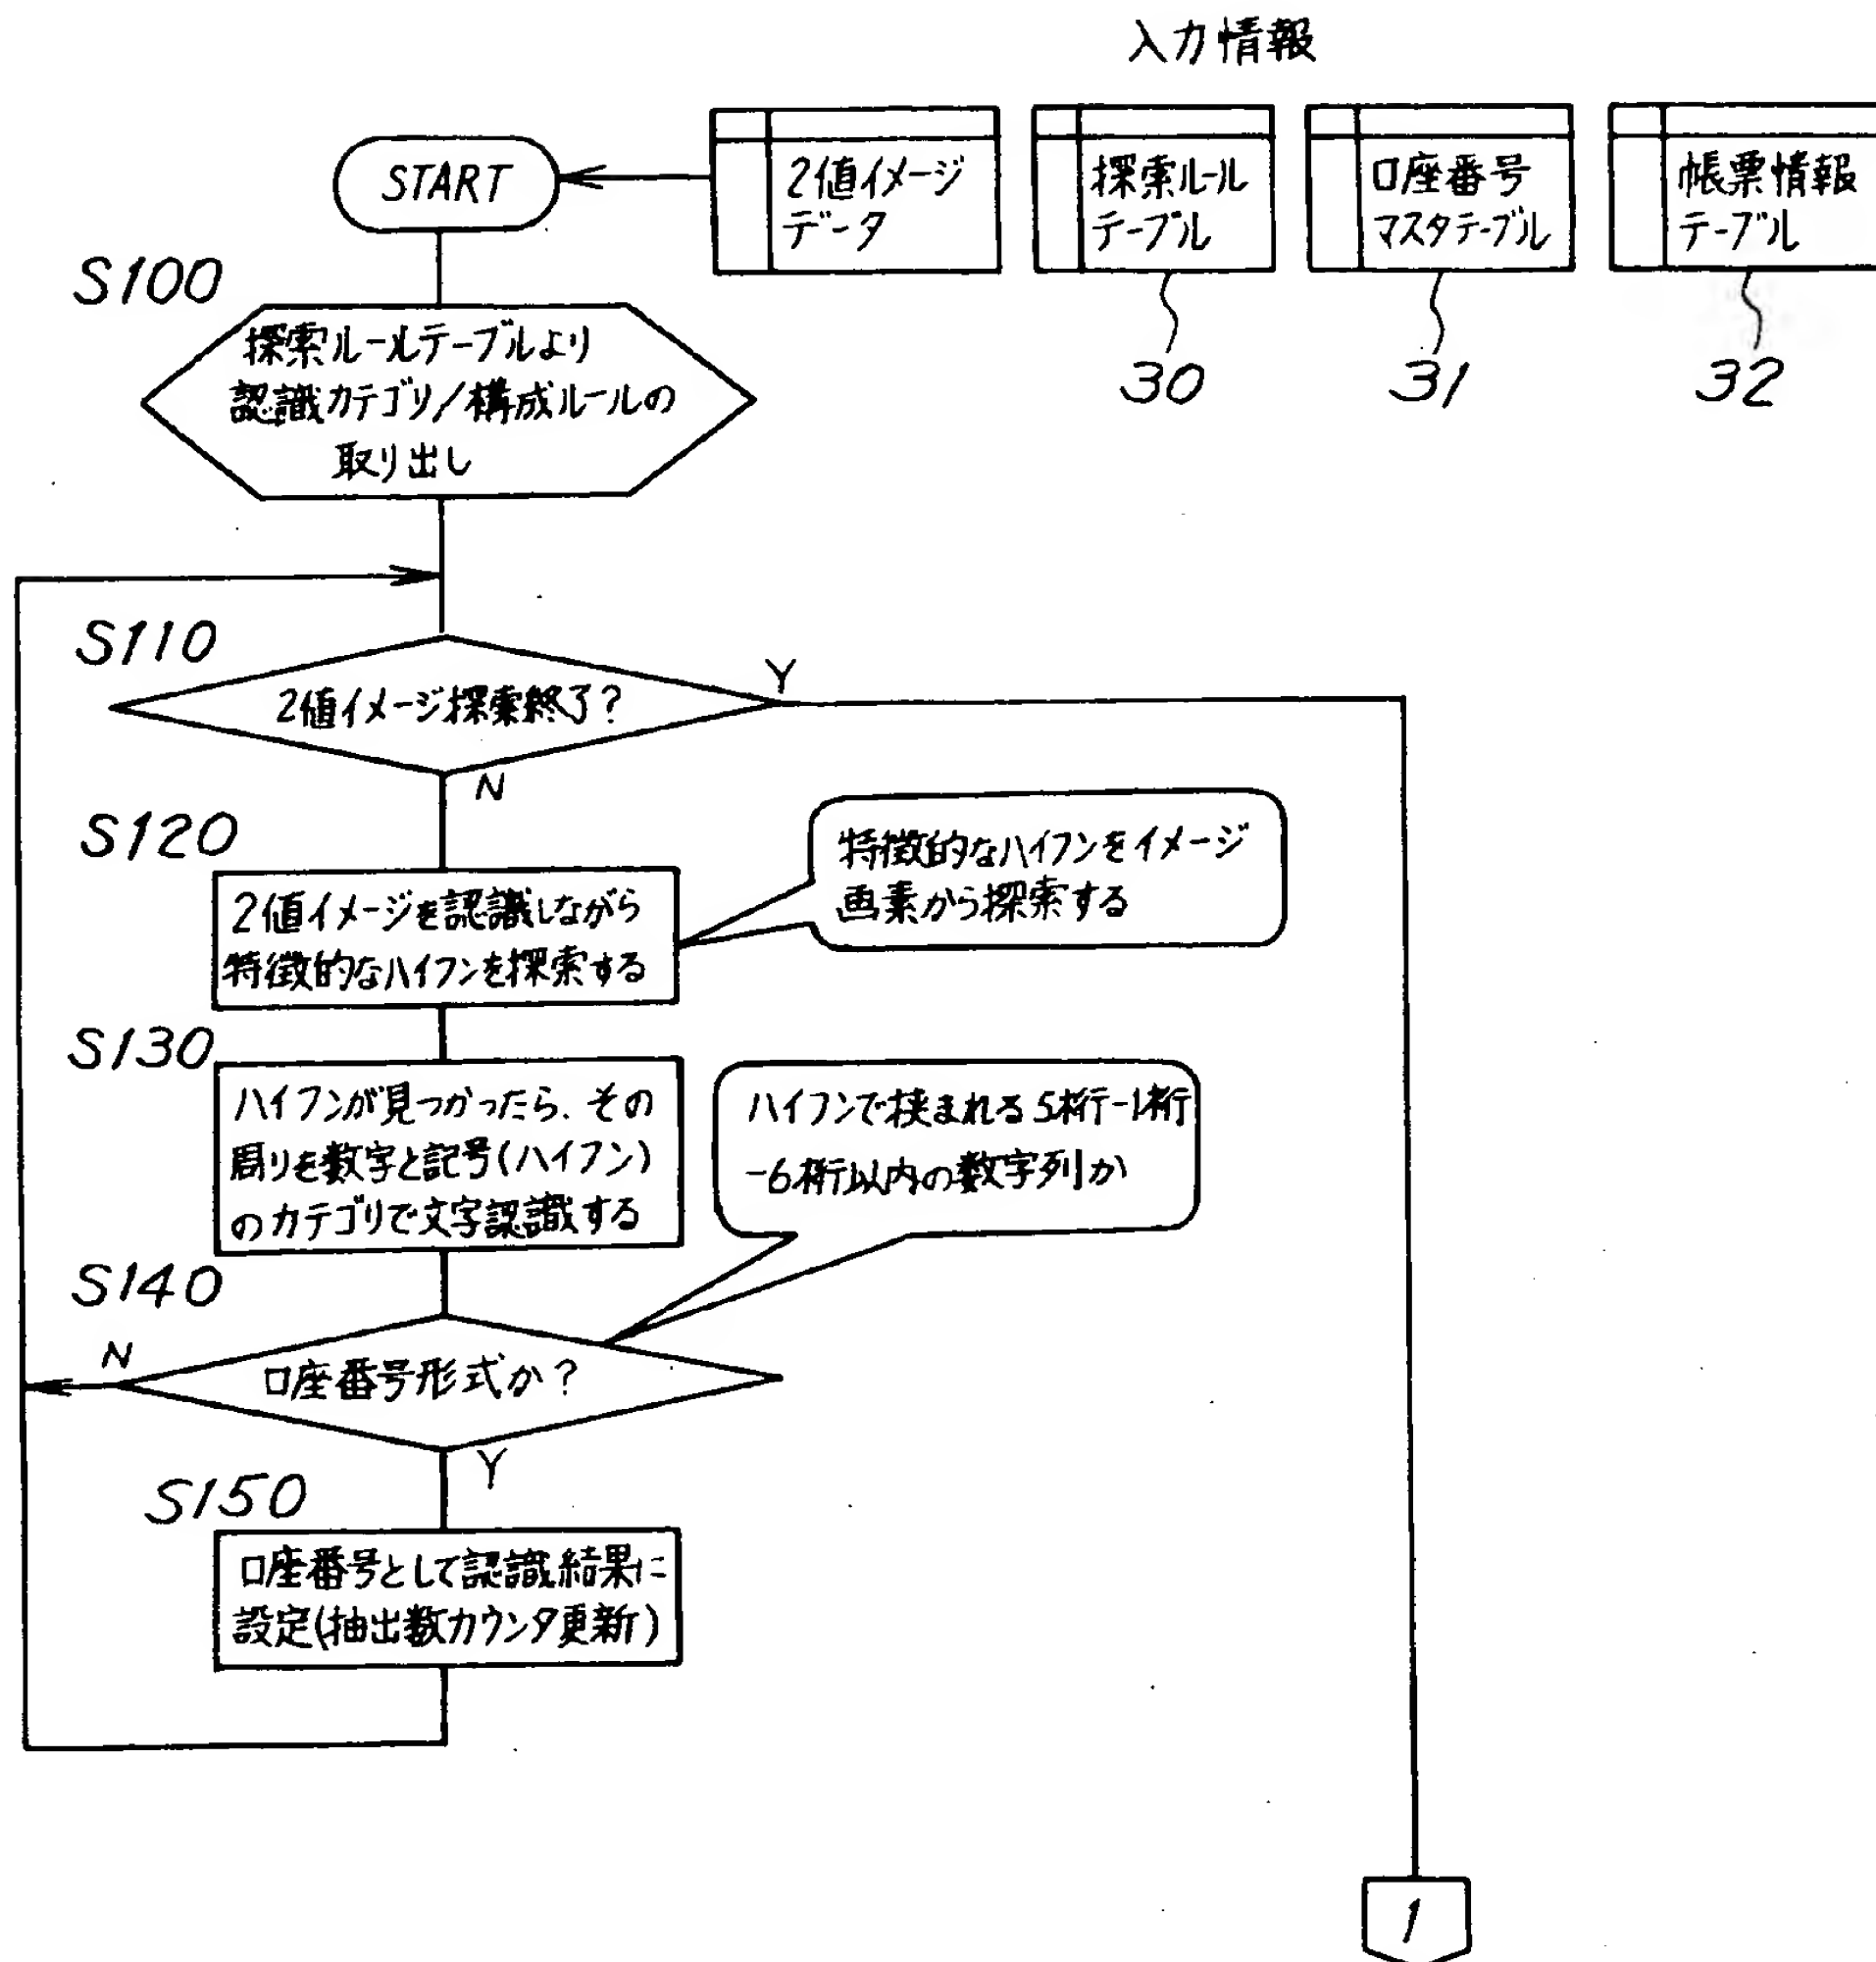 入力情報
START
2値イメージ
データ
探索ルール
テーブル
口座番号
マスタテーブル
帳票情報
テーブル
30
31
32
S100
探索ルールテーブルより
認識カテゴリ/構成ルールの
取り出し
S110
2値イメージ探索終了?
Y
N
S120
2値イメージを認識しながら
特徴的なハイフンを探索する
特徴的なハイフンをイメージ
画素から探索する
S130
ハイフンが見つかったら、その
周りを数字と記号(ハイフン)
のカテゴリで文字認識する
ハイフンで挟まれる5桁-1桁
-6桁以内の数字列か
S140
N
口座番号形式か?
Y
S150
口座番号として認識結果に
設定(抽出数カウンタ更新)
1